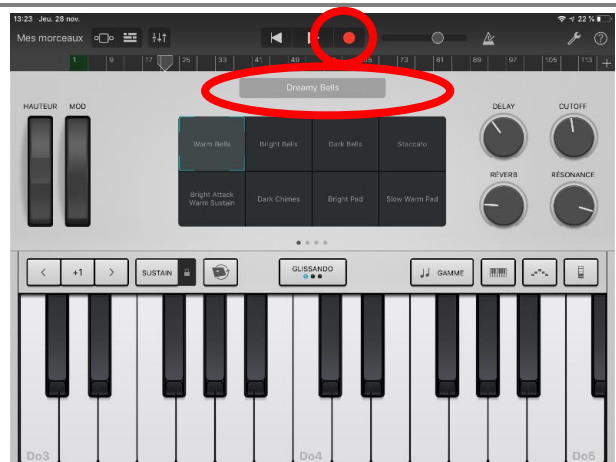 13:23 Jeu. 28 nov. 22 %
Mes morceaux
1 9 17 25 33 41 49 65 73 81 89 97 105 113 +
Dreamy Bells
HAUTEUR MOD DELAY CUTOFF
Warm Bells Bright Bells Dark Bells Staccato
RÉVERB RÉSONANCE
Bright Attack
Warm Sustain Dark Chimes Bright Pad Slow Warm Pad
< +1 > SUSTAIN GLISSANDO GAMME
Do3 Do4 Do5